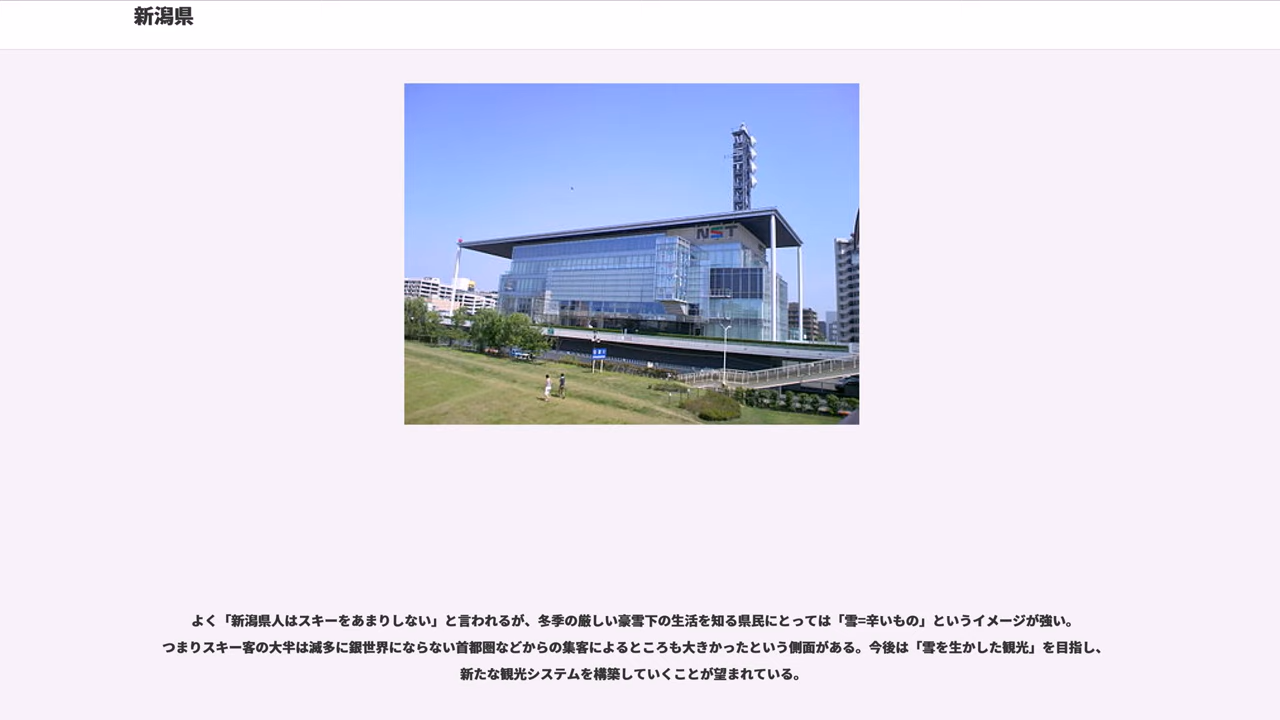 新潟県
NST
よく「新潟県人はスキーをあまりしない」と言われるが、冬季の厳しい豪雪下の生活を知る県民にとっては「雪=辛いもの」というイメージが強い。
つまりスキー客の大半は滅多に銀世界にならない首都圏などからの集客によるところも大きかったという側面がある。今後は「雪を生かした観光」を目指し、
新たな観光システムを構築していくことが望まれている。